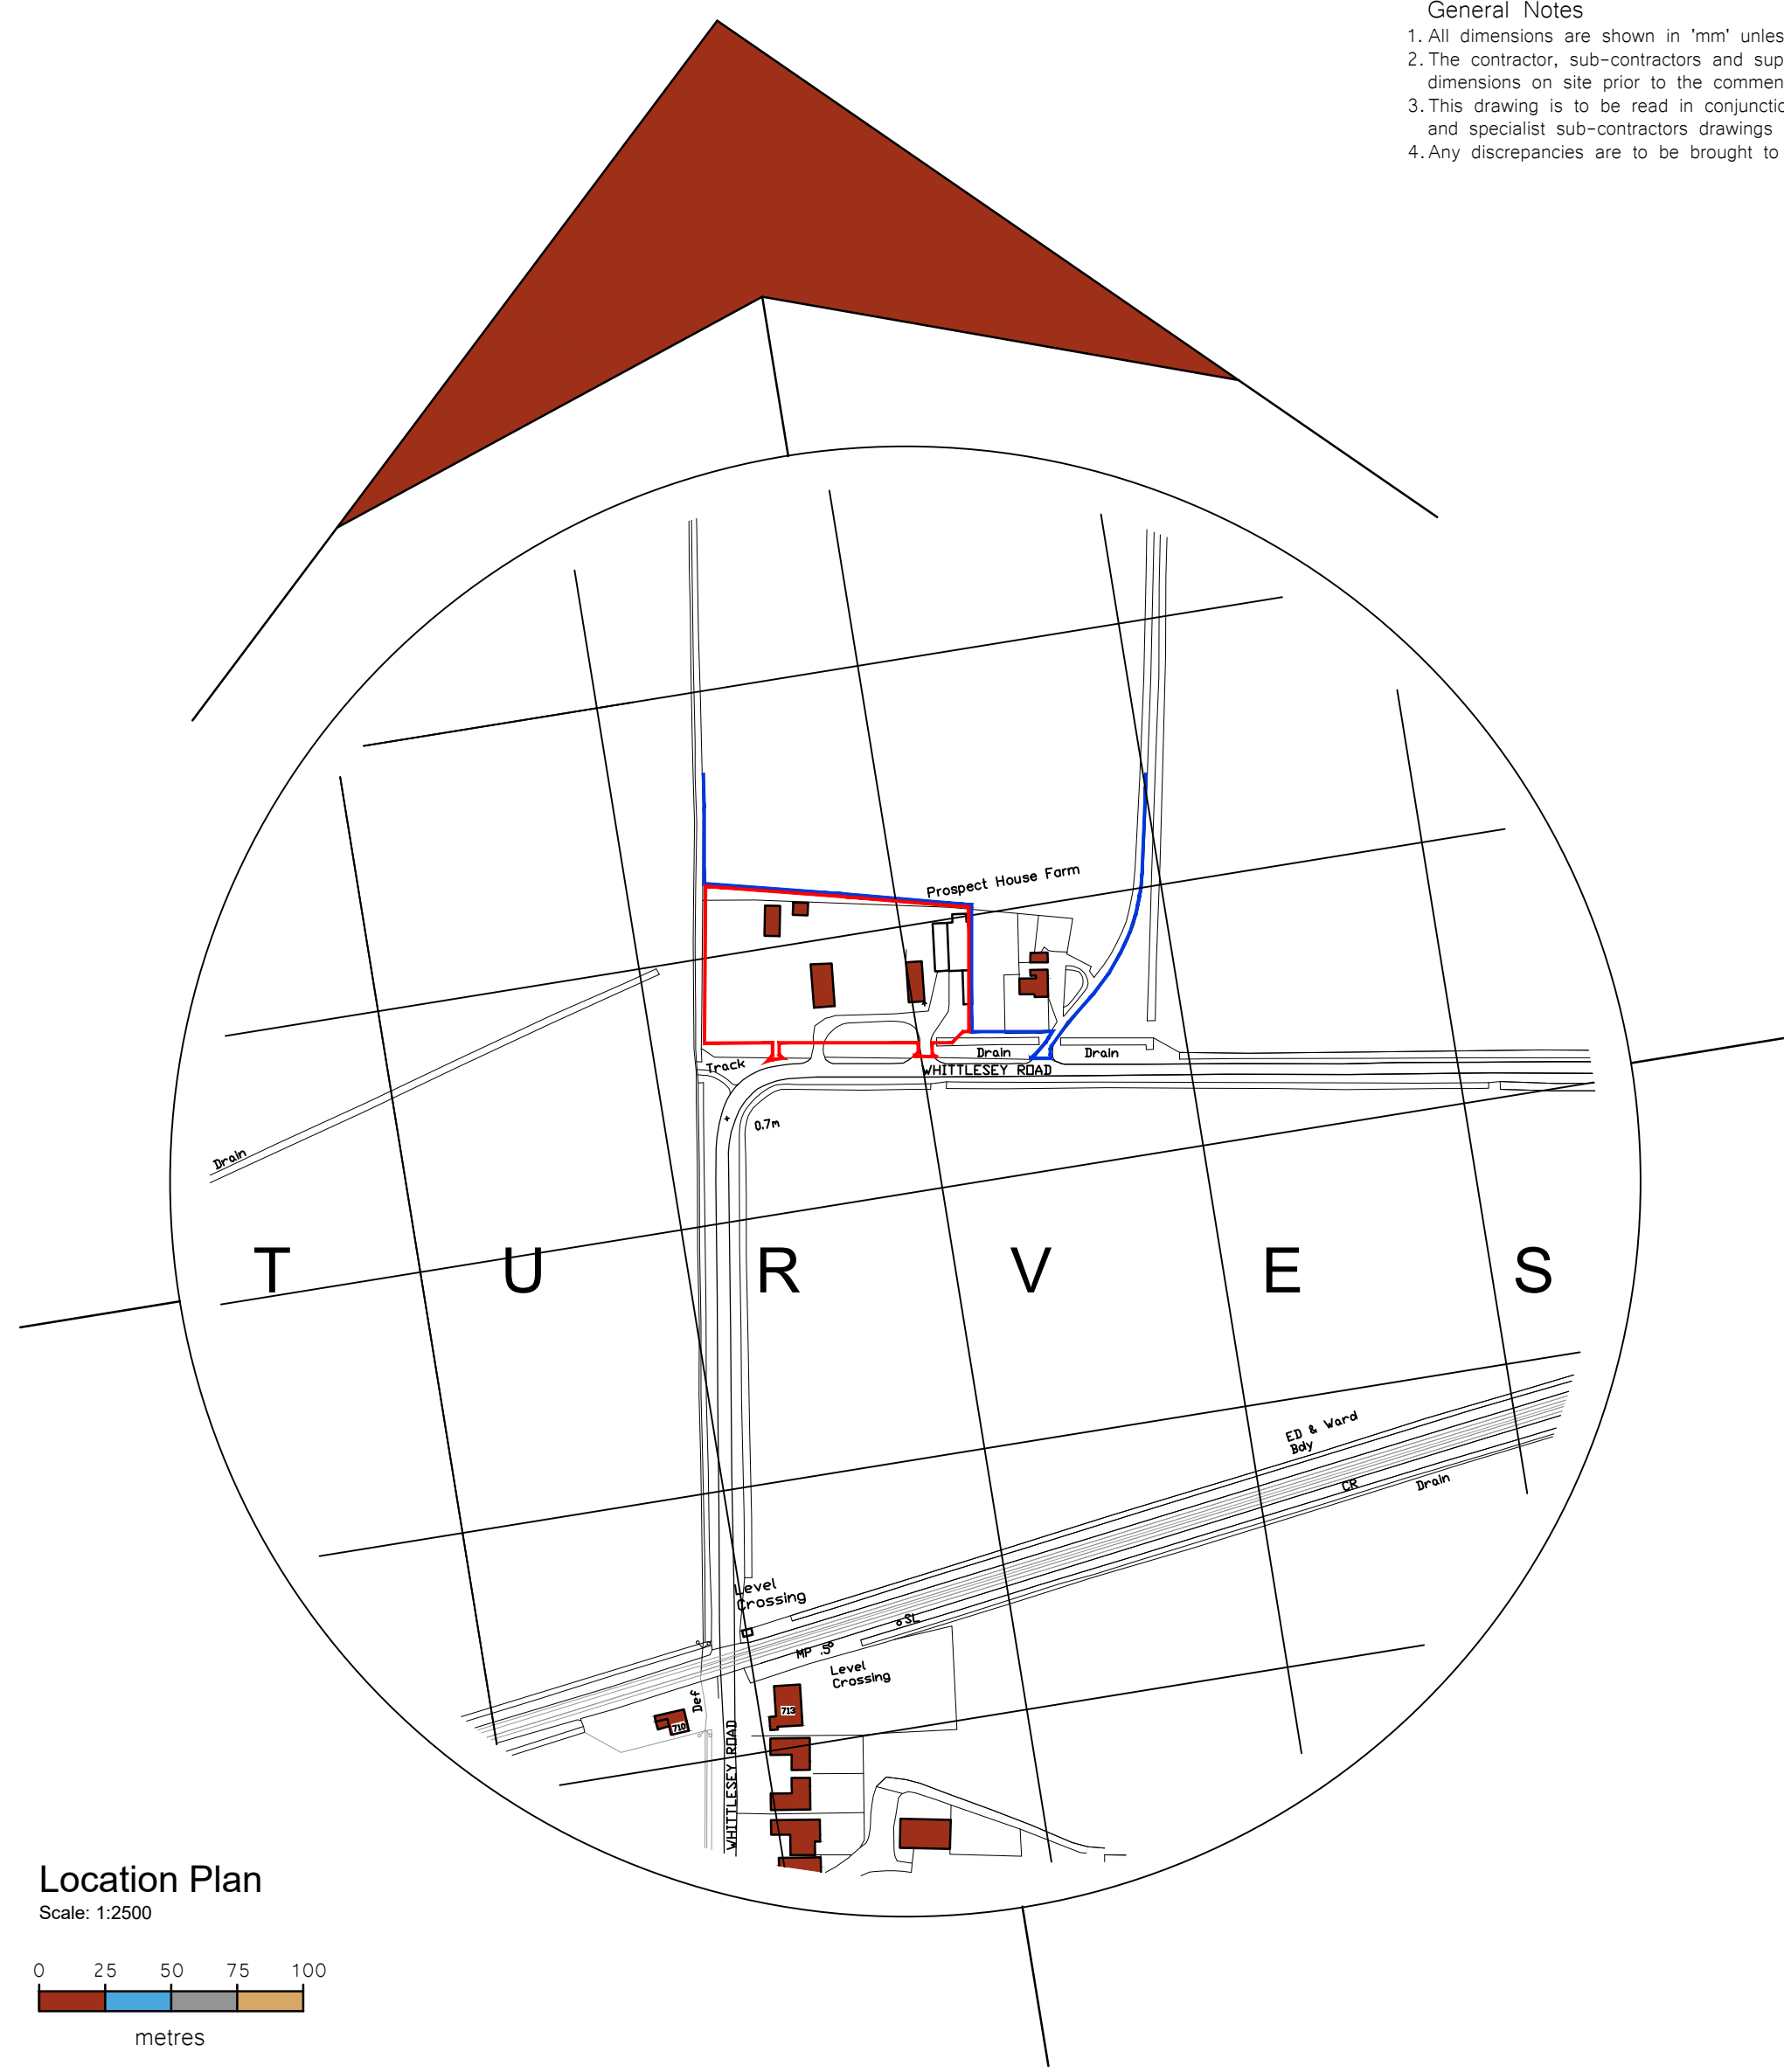 General Notes
1. All dimensions are shown in 'mm' unles
2. The contractor, sub-contractors and sup
dimensions on site prior to the commen
3. This drawing is to be read in conjunctio
and specialist sub-contractors drawings
4. Any discrepancies are to be brought to
Prospect House Farm
Drain
Drain
Track
WHITTLESEY ROAD
0.7m
Drain
T U R V E S
ED & Ward
Bdy
CR
Drain
Level
Crossing
SL
MP .5
Level
Crossing
Def
710
713
WHITTLESEY ROAD
Location Plan
Scale: 1:2500
0 25 50 75 100
metres